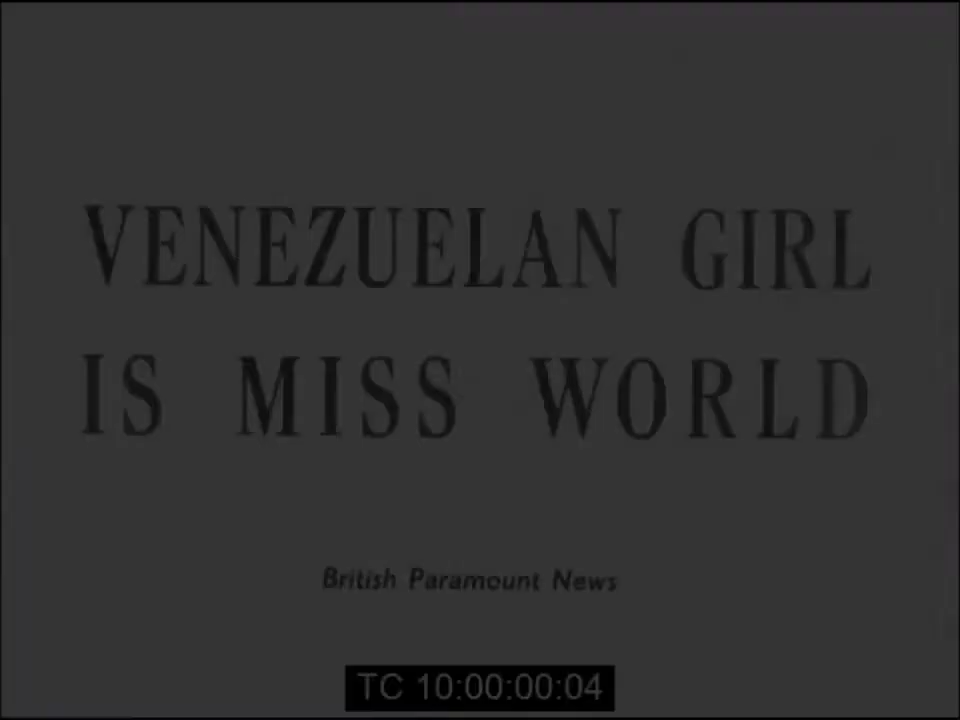 VENEZUELAN GIRL
IS MISS WORLD
British Paramount News
TC 10:00:00:04